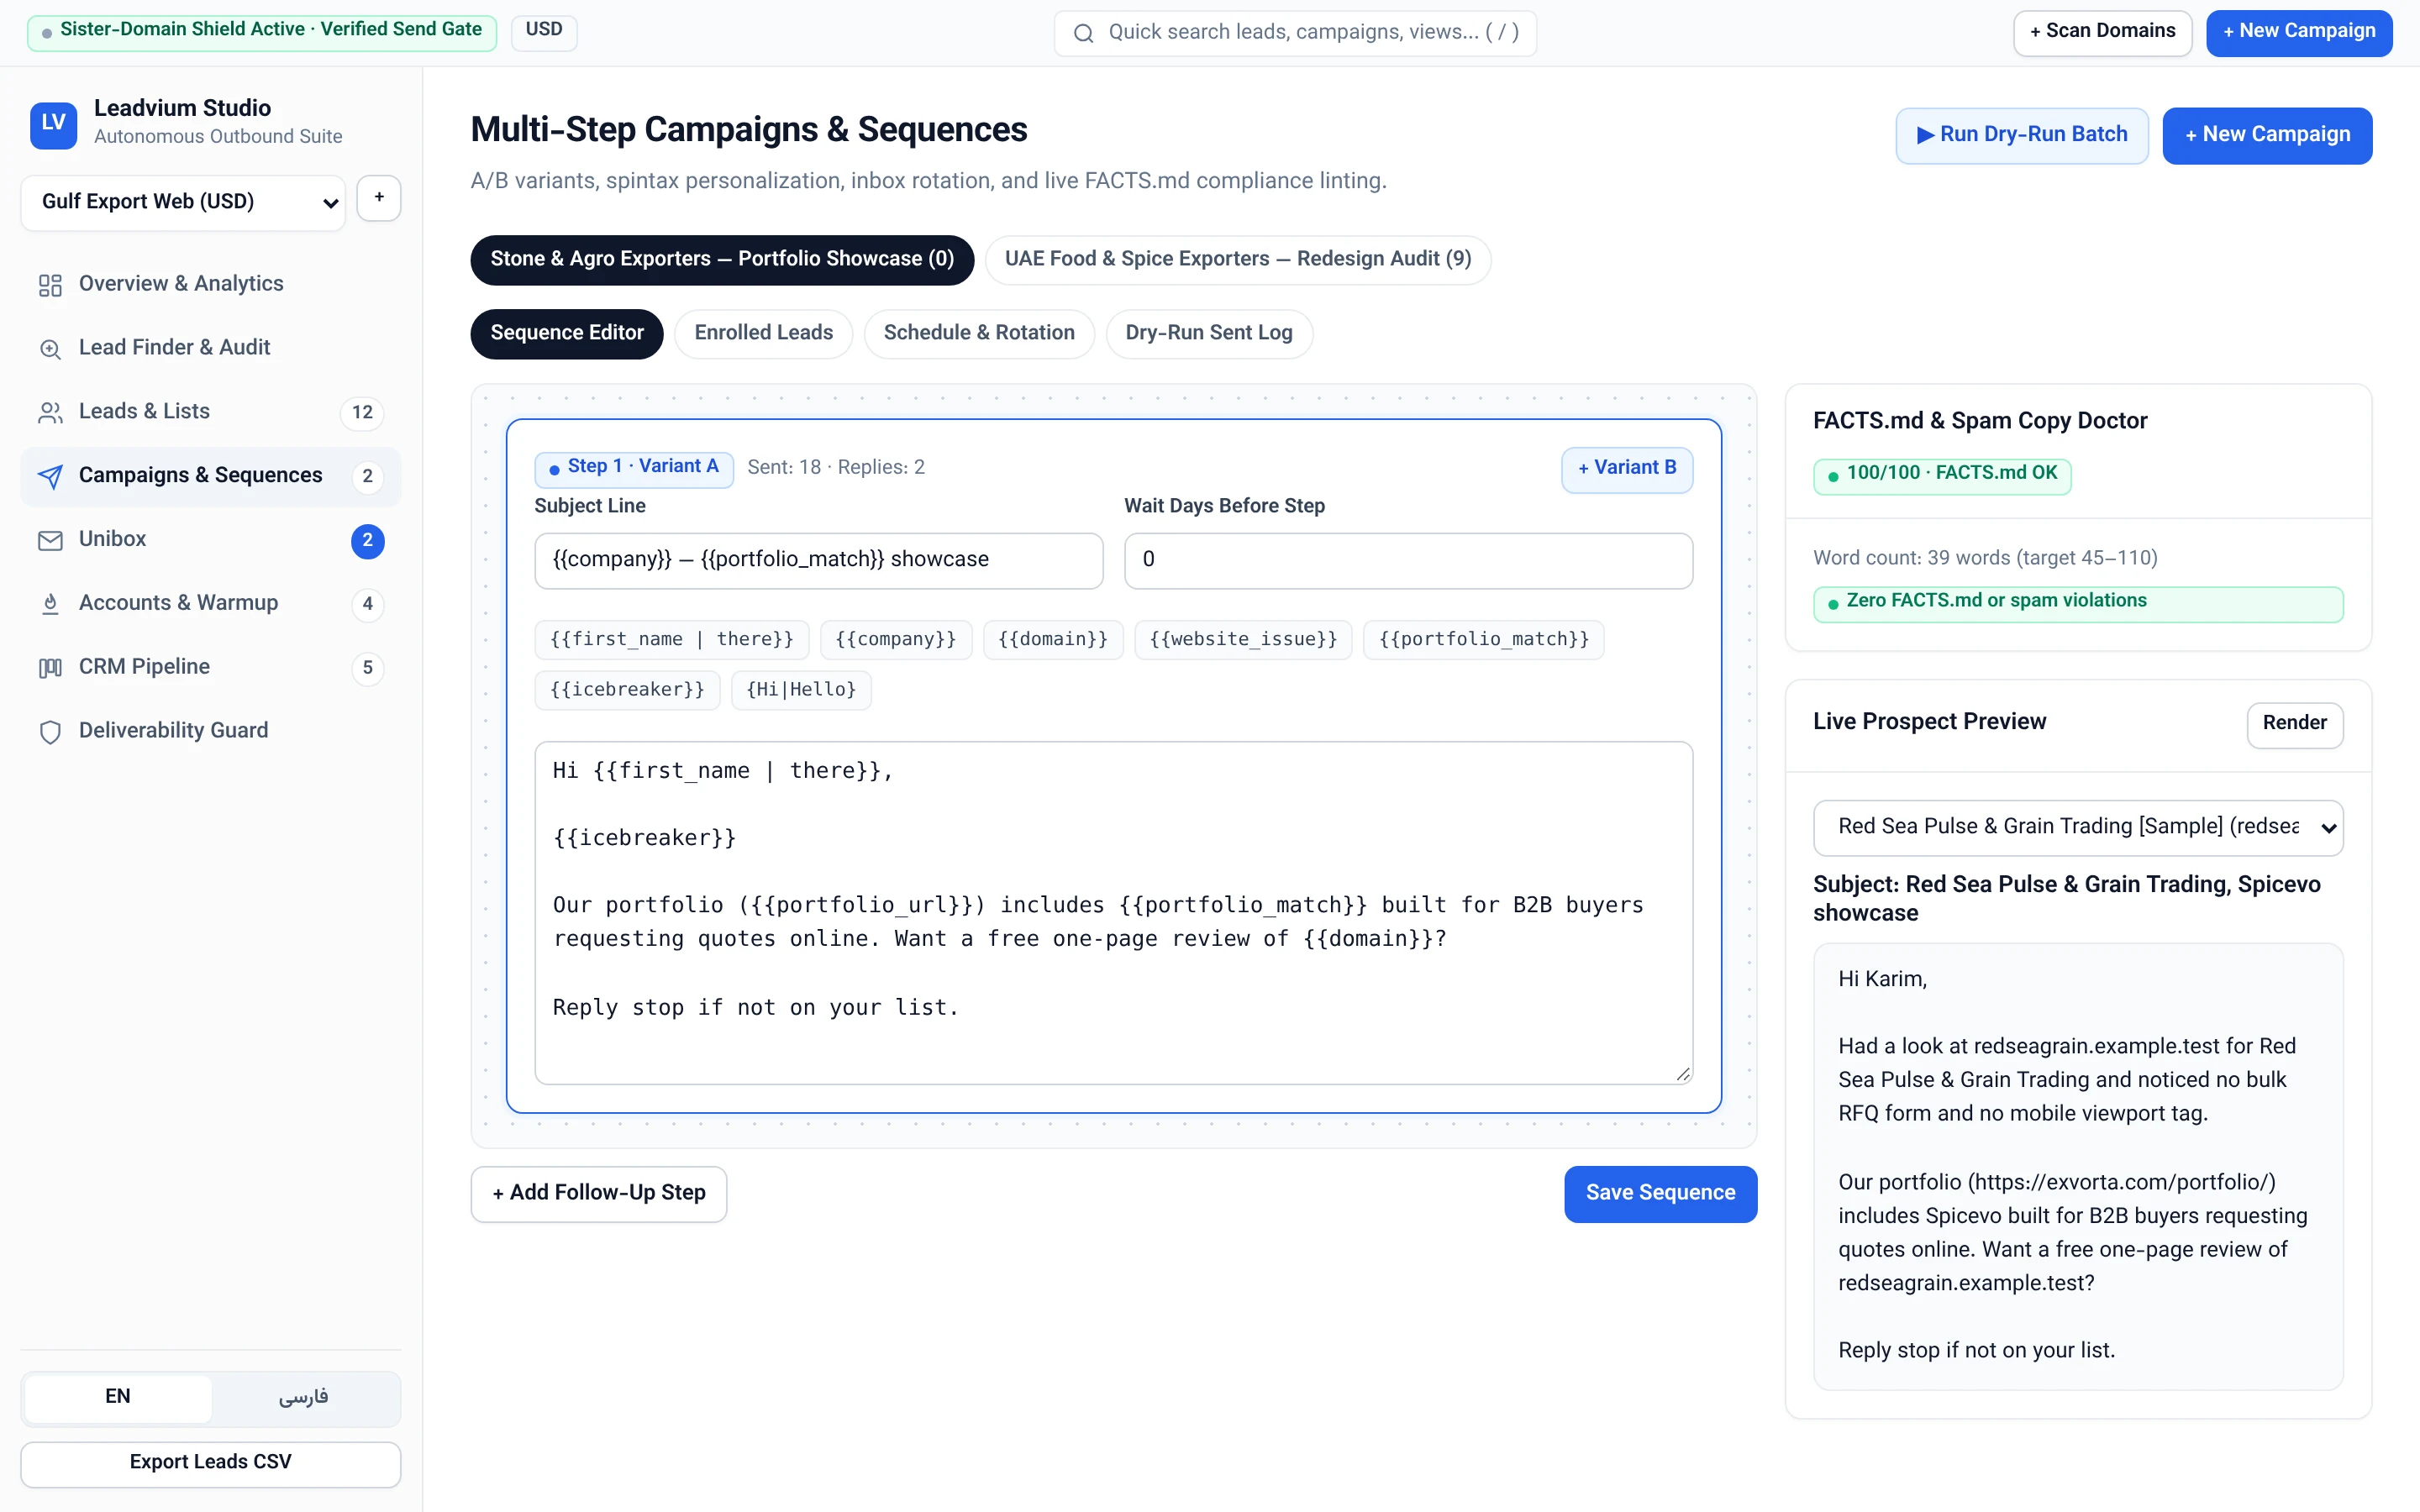 Sister-Domain Shield Active · Verified Send Gate
USD
Quick search leads, campaigns, views... ( / )
+ Scan Domains
+ New Campaign
LV
Leadvium Studio
Autonomous Outbound Suite
Gulf Export Web (USD)
+
Overview & Analytics
Lead Finder & Audit
Leads & Lists
12
Campaigns & Sequences
2
Unibox
2
Accounts & Warmup
4
CRM Pipeline
5
Deliverability Guard
EN
فارسی
Export Leads CSV
Multi-Step Campaigns & Sequences
A/B variants, spintax personalization, inbox rotation, and live FACTS.md compliance linting.
▶ Run Dry-Run Batch
+ New Campaign
Stone & Agro Exporters — Portfolio Showcase (0)
UAE Food & Spice Exporters — Redesign Audit (9)
Sequence Editor
Enrolled Leads
Schedule & Rotation
Dry-Run Sent Log
Step 1 · Variant A
Sent: 18 · Replies: 2
+ Variant B
Subject Line
Wait Days Before Step
{{company}} — {{portfolio_match}} showcase
0
{{first_name | there}}
{{company}}
{{domain}}
{{website_issue}}
{{portfolio_match}}
{{icebreaker}}
{Hi|Hello}
Hi {{first_name | there}},
{{icebreaker}}
Our portfolio ({{portfolio_url}}) includes {{portfolio_match}} built for B2B buyers
requesting quotes online. Want a free one-page review of {{domain}}?
Reply stop if not on your list.
+ Add Follow-Up Step
Save Sequence
FACTS.md & Spam Copy Doctor
100/100 · FACTS.md OK
Word count: 39 words (target 45–110)
Zero FACTS.md or spam violations
Live Prospect Preview
Render
Red Sea Pulse & Grain Trading [Sample] (redsea
Subject: Red Sea Pulse & Grain Trading, Spicevo
showcase
Hi Karim,
Had a look at redseagrain.example.test for Red
Sea Pulse & Grain Trading and noticed no bulk
RFQ form and no mobile viewport tag.
Our portfolio (https://exvorta.com/portfolio/)
includes Spicevo built for B2B buyers requesting
quotes online. Want a free one-page review of
redseagrain.example.test?
Reply stop if not on your list.